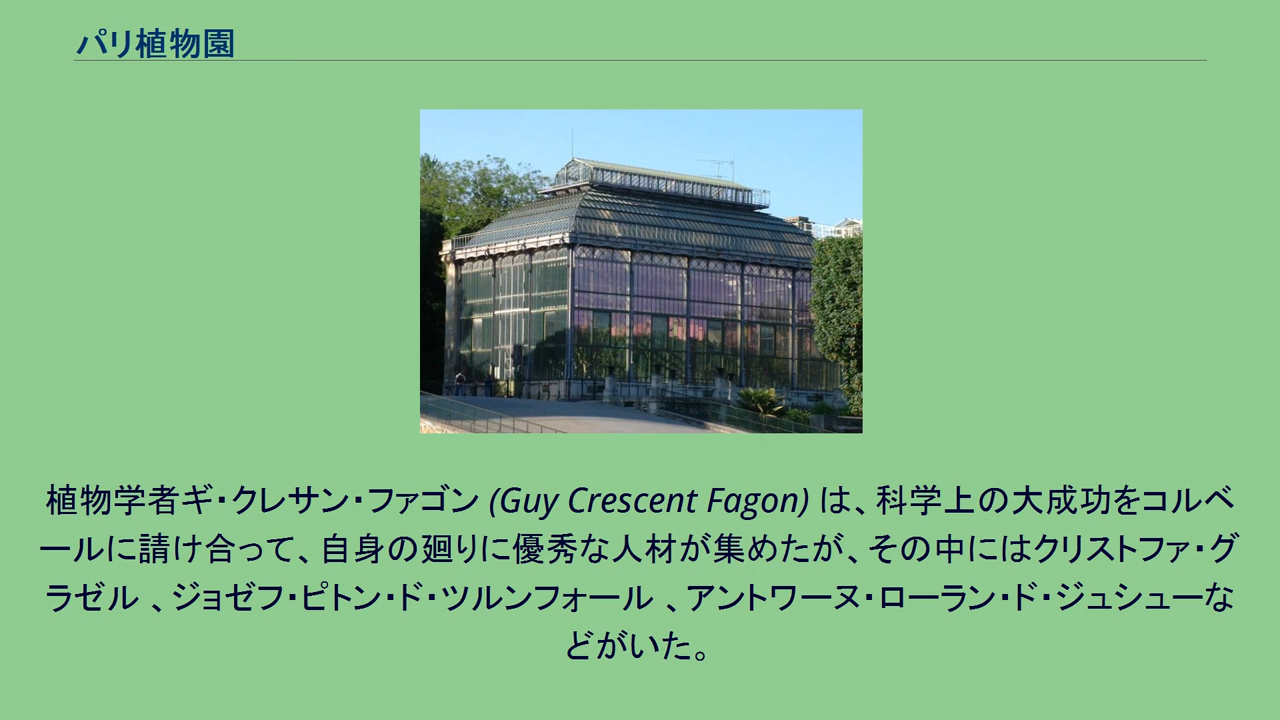 パリ植物園
植物学者ギ・クレサン・ファゴン (Guy Crescent Fagon) は、科学上の大成功をコルベ
ールに請け合って、自身の廻りに優秀な人材が集めたが、その中にはクリストファ・グ
ラゼル 、ジョゼフ・ピトン・ド・ツルンフォール 、アントワーヌ・ローラン・ド・ジュシューな
どがいた。